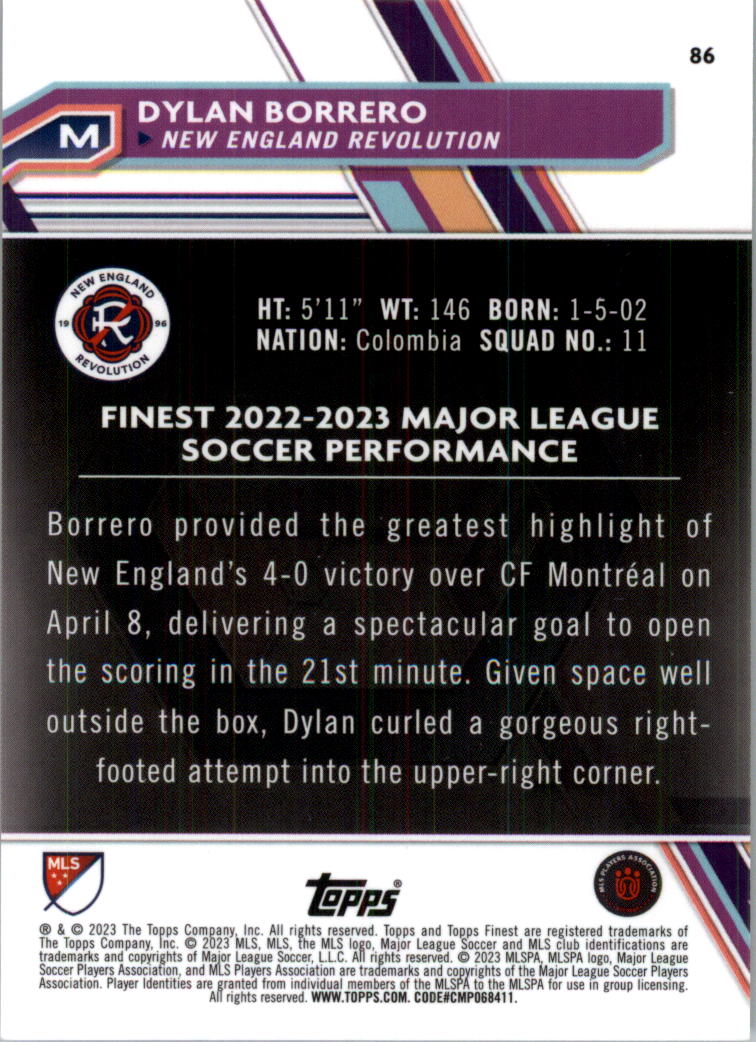 86
DYLAN BORRERO
M
NEW ENGLAND REVOLUTION
NEW ENGLAND
19 96
REVOLUTION
HT: 5'11" WT: 146 BORN: 1-5-02
NATION: Colombia SQUAD NO.: 11
FINEST 2022-2023 MAJOR LEAGUE
SOCCER PERFORMANCE
Borrero provided the greatest highlight of
New England's 4-0 victory over CF Montréal on
April 8, delivering a spectacular goal to open
the scoring in the 21st minute. Given space well
outside the box, Dylan curled a gorgeous right-
footed attempt into the upper-right corner.
MLS
topps®
MLS PLAYERS ASSOCIATION
® & © 2023 The Topps Company, Inc. All rights reserved. Topps and Topps Finest are registered trademarks of
The Topps Company, Inc. © 2023 MLS, MLS, the MLS logo, Major League Soccer and MLS club identifications are
trademarks and copyrights of Major League Soccer, L.L.C. All rights reserved. © 2023 MLSPA, MLSPA logo, Major League
Soccer Players Association, and MLS Players Association are trademarks and copyrights of the Major League Soccer Players
Association. Player Identities are granted from individual members of the MLSPA to the MLSPA for use in group licensing.
All rights reserved. WWW.TOPPS.COM. CODE#CMP068411.